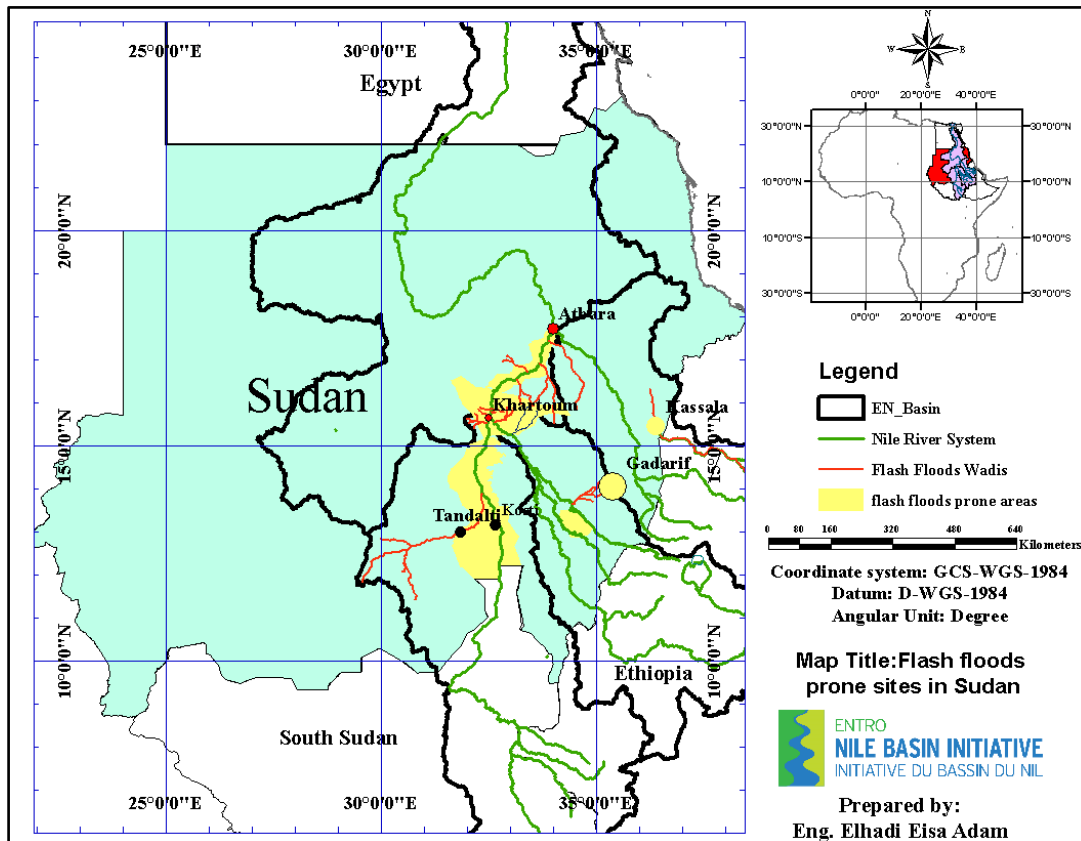 25°0'0"E 30°0'0"E 35°0'0"E
Egypt
20°0'0"N 20°0'0"N
Atbara
Sudan
Khartoum
Kassala
15°0'0"N 15°0'0"N
Gadarif
Tandalti Kosti
10°0'0"N 10°0'0"N
Ethiopia
South Sudan
25°0'0"E 30°0'0"E 35°0'0"E
N
W E
S
0°0'0" 20°0'0"E 40°0'0"E
30°0'0"N 30°0'0"N
10°0'0"N 10°0'0"N
10°0'0"S 10°0'0"S
30°0'0"S 30°0'0"S
0°0'0" 20°0'0"E 40°0'0"E
Legend
EN_Basin
Nile River System
Flash Floods Wadis
flash floods prone areas
0 80 160 320 480 640
Kilometers
Coordinate system: GCS-WGS-1984
Datum: D-WGS-1984
Angular Unit: Degree
Map Title:Flash floods
prone sites in Sudan
ENTRO
NILE BASIN INITIATIVE
INITIATIVE DU BASSIN DU NIL
Prepared by:
Eng. Elhadi Eisa Adam